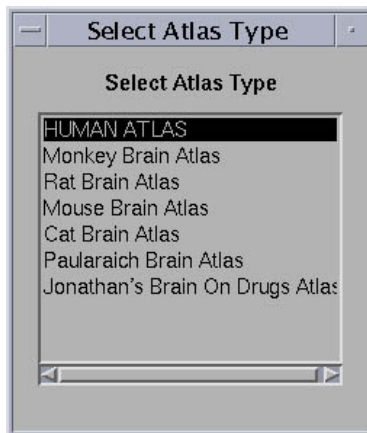 Select Atlas Type
Select Atlas Type
HUMAN ATLAS
Monkey Brain Atlas
Rat Brain Atlas
Mouse Brain Atlas
Cat Brain Atlas
Paularaich Brain Atlas
Jonathan's Brain On Drugs Atlas